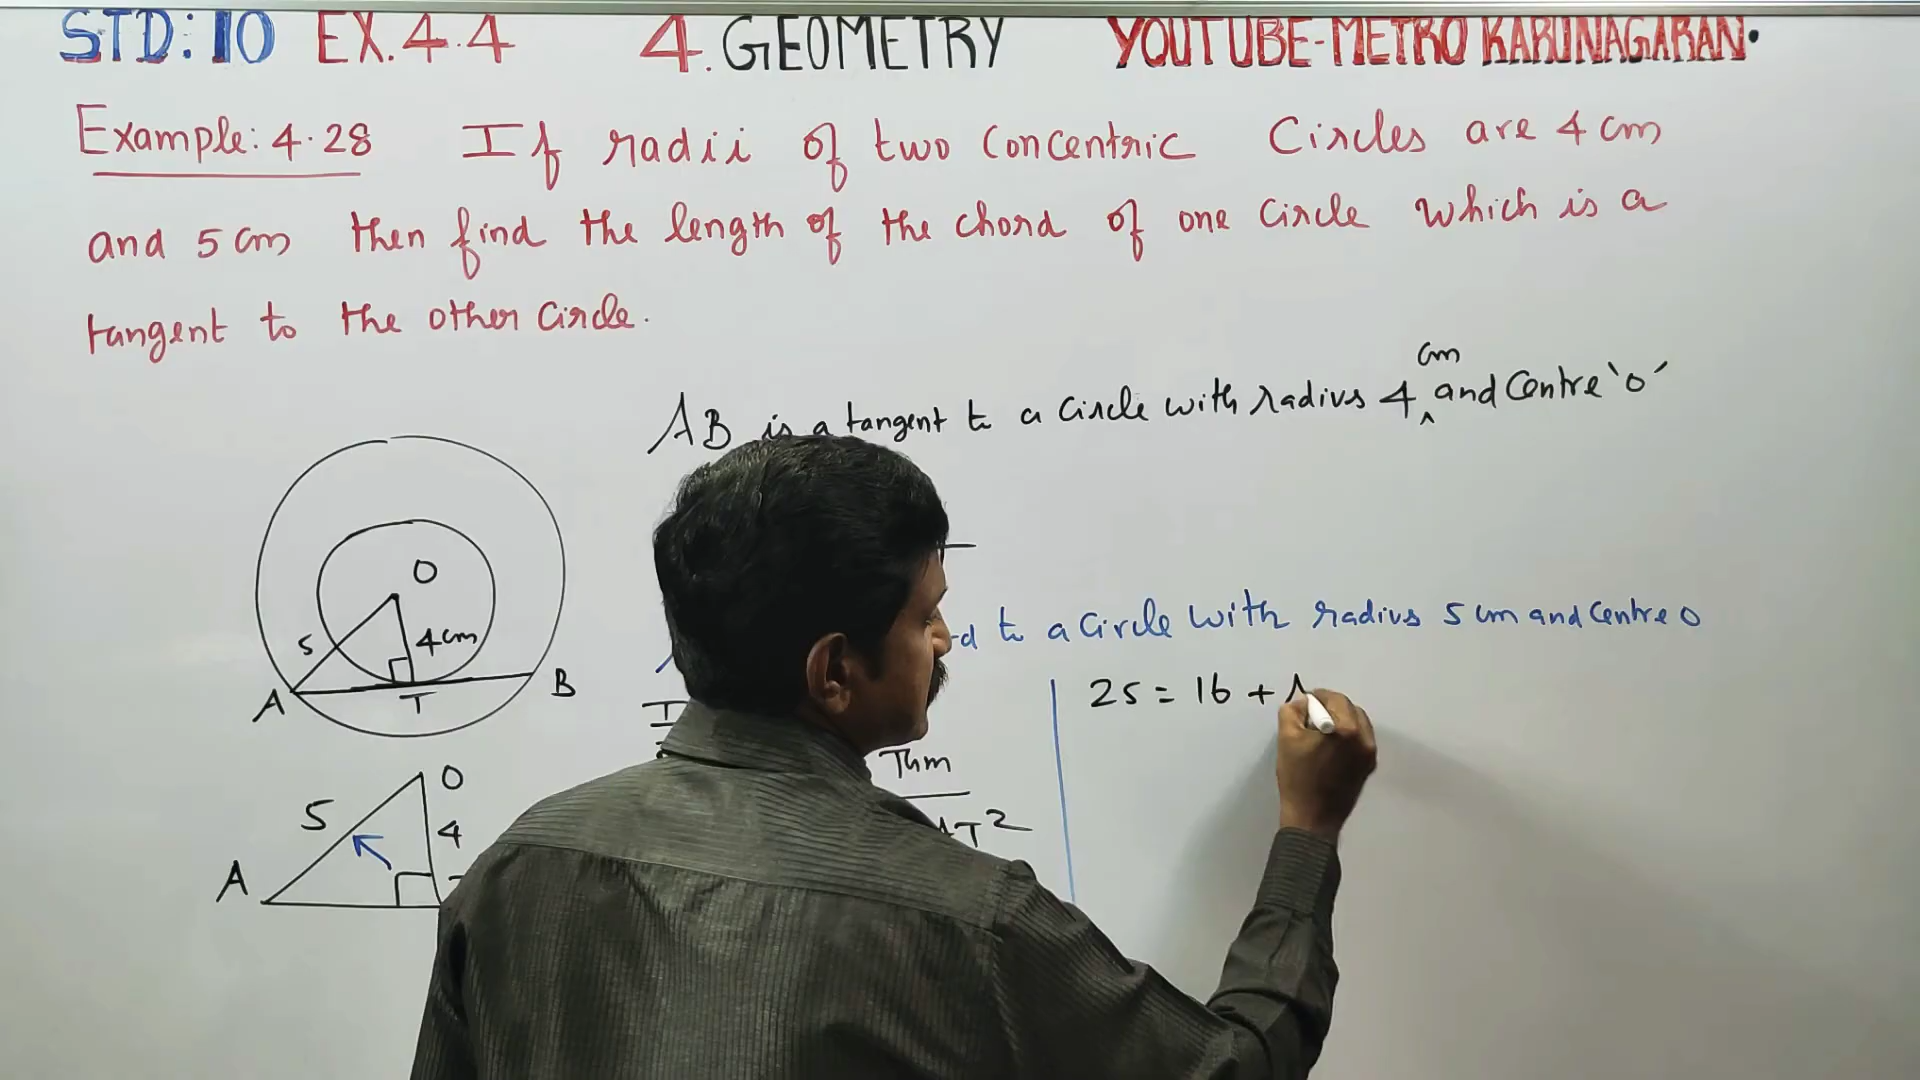 STD: 10 EX.4.4 4. GEOMETRY YOUTUBE-METRO KARUNAGARAN.
Example: 4.28 If radii of two concentric Circles are 4 cm
and 5 cm then find the length of the chord of one circle which is a
tangent to the other circle.
cm
AB is a tangent to a circle with radius 4 ^ and Centre 'O'
to a circle with radius 5 cm and Centre O
O
5
4cm
A
T
B
25 = 16 +
Thm
O
5
4
AT²
A